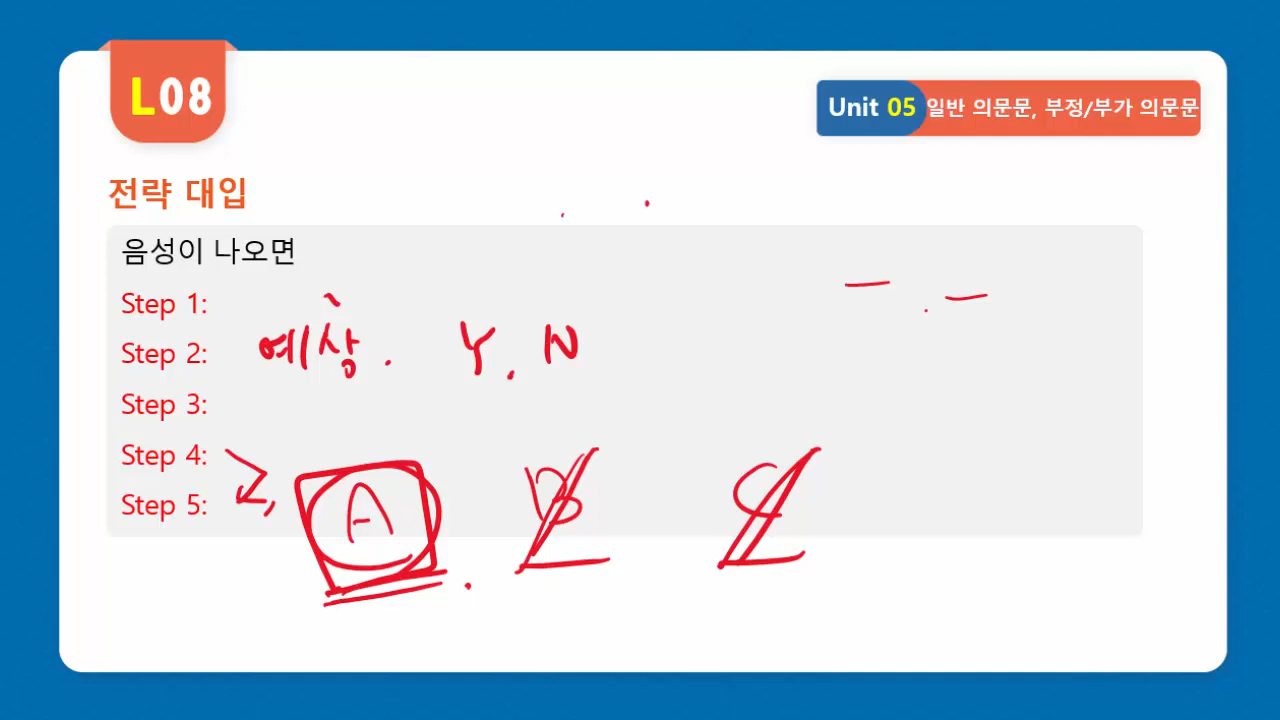 L08
Unit 05 일반 의문문, 부정/부가 의문문
전략 대입
음성이 나오면
Step 1:
Step 2: 예상. Y. N
Step 3:
Step 4:
Step 5: A B C